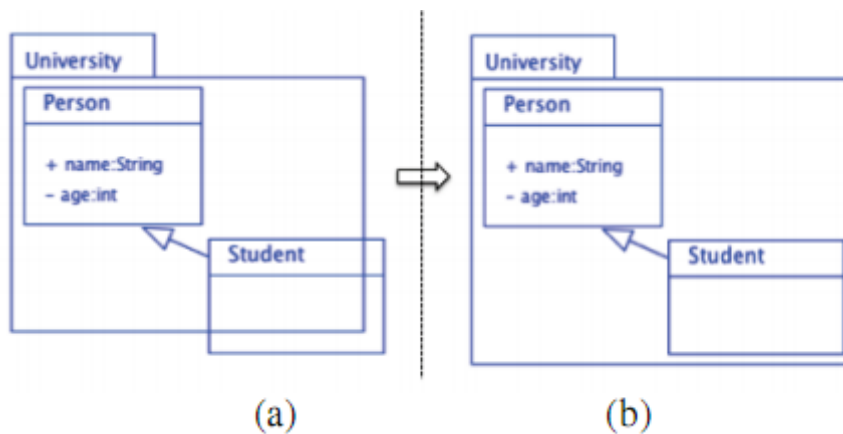 University
Person
+ name:String
- age:int
Student
University
Person
+ name:String
- age:int
Student
(a)
(b)